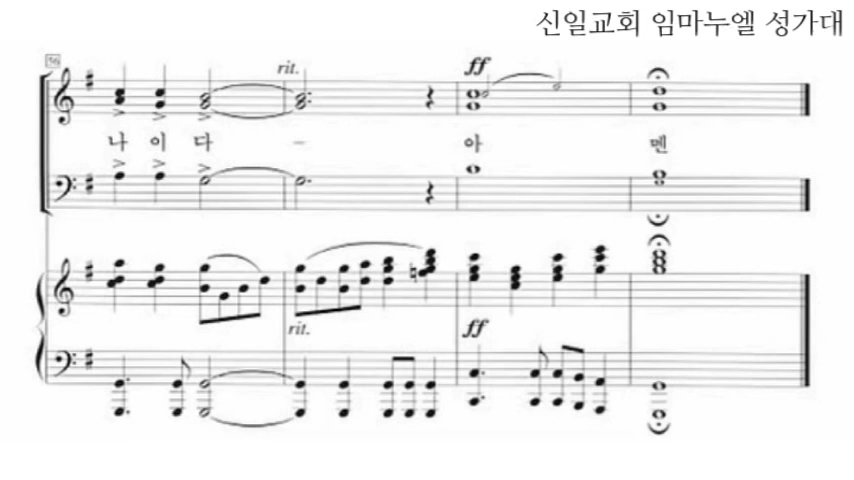 신일교회 임마누엘 성가대
56
rit.
ff
나 이 다 - 아 멘
rit.
ff